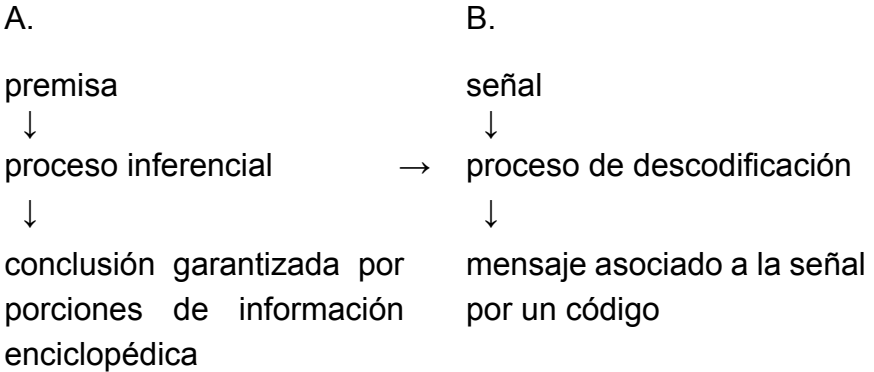 A. B.
premisa señal
↓ ↓
proceso inferencial → proceso de descodificación
↓ ↓
conclusión garantizada por mensaje asociado a la señal
porciones de información por un código
enciclopédica